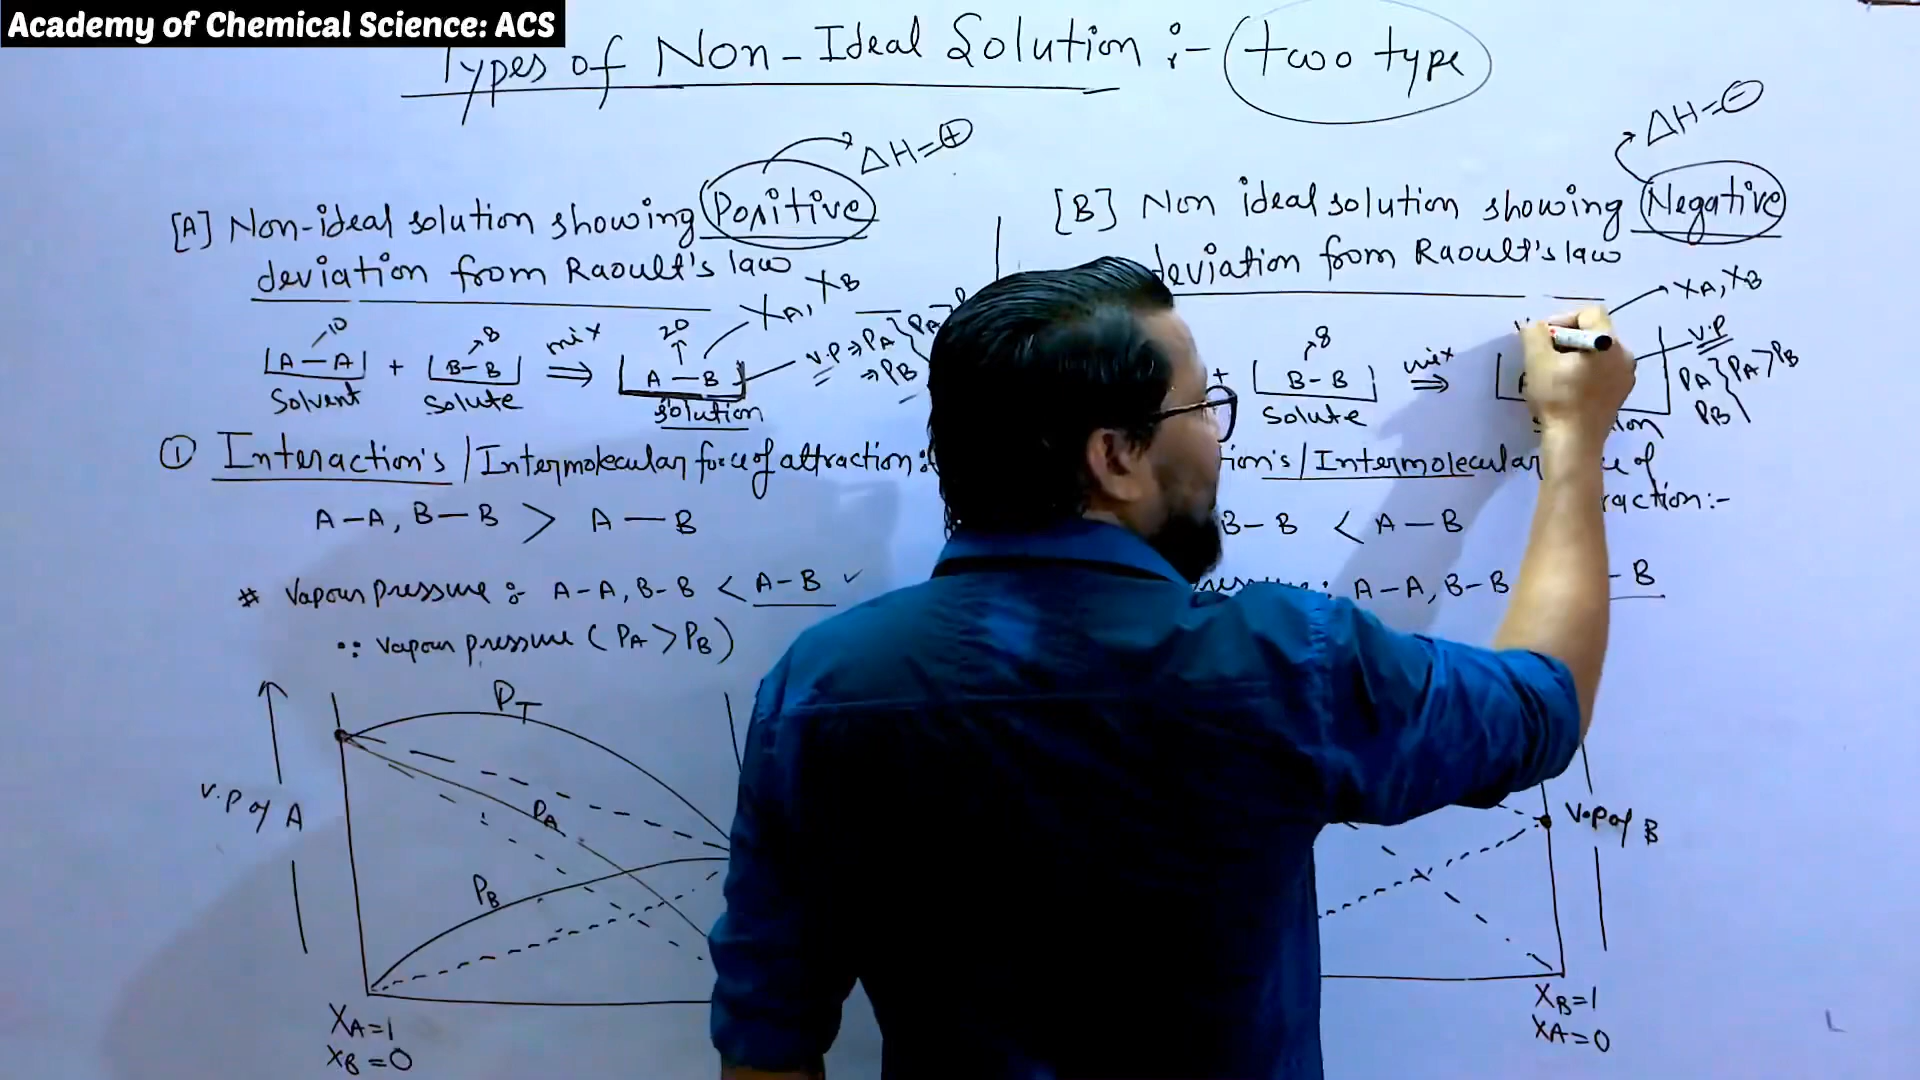 Academy of Chemical Science: ACS
Types of Non-Ideal Solution :- two type
ΔH=⊕
[A] Non-ideal solution showing Positive
deviation from Raoult's law
XA, XB
10
8
mix
20
A — A + B-B ⇒ A — B
V.P ⇒ PA
⇒ PB
Solvent
Solute
solution
① Interaction's / Intermolecular force of attraction:
A-A, B-B > A — B
* Vapour pressure :- A-A, B-B < A-B ✓
∵ Vapour pressure (PA > PB)
PT
V.P of A
PA
PB
XA=1
XB=0
ΔH=⊖
[B] Non ideal solution showing Negative
deviation from Raoult's law
XA, XB
8
mix
V.P
+ B-B ⇒
PA } PA > PB
PB
Solute
/ Intermolecular
of
:-
B-B < A-B
: A-A, B-B
- B
V.P of B
XB=1
XA=0